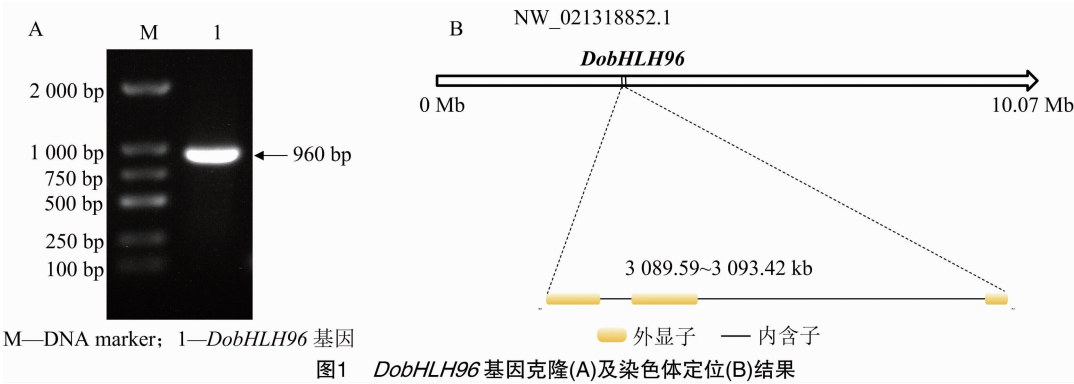 A
M 1
2 000 bp
1 000 bp
750 bp
500 bp
250 bp
100 bp
960 bp
M—DNA marker；1—DobHLH96 基因
B
NW_021318852.1
DobHLH96
0 Mb
10.07 Mb
3 089.59~3 093.42 kb
外显子
内含子
图1 DobHLH96 基因克隆(A)及染色体定位(B)结果